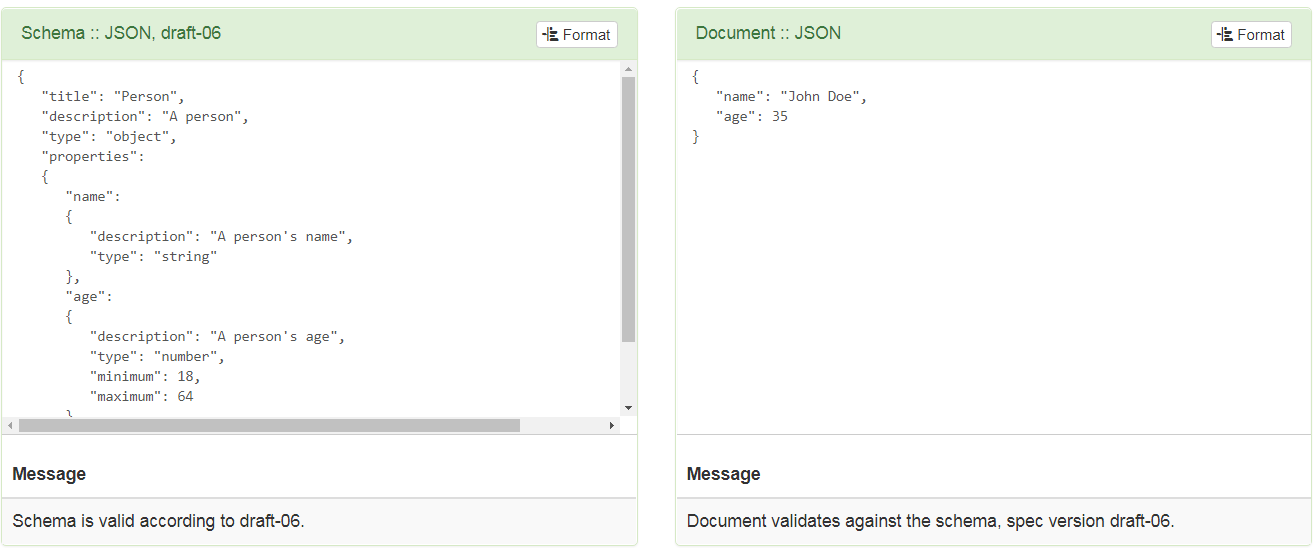 Schema :: JSON, draft-06
Format
{
"title": "Person",
"description": "A person",
"type": "object",
"properties":
{
"name":
{
"description": "A person's name",
"type": "string"
},
"age":
{
"description": "A person's age",
"type": "number",
"minimum": 18,
"maximum": 64
}
Message
Schema is valid according to draft-06.
Document :: JSON
Format
{
"name": "John Doe",
"age": 35
}
Message
Document validates against the schema, spec version draft-06.